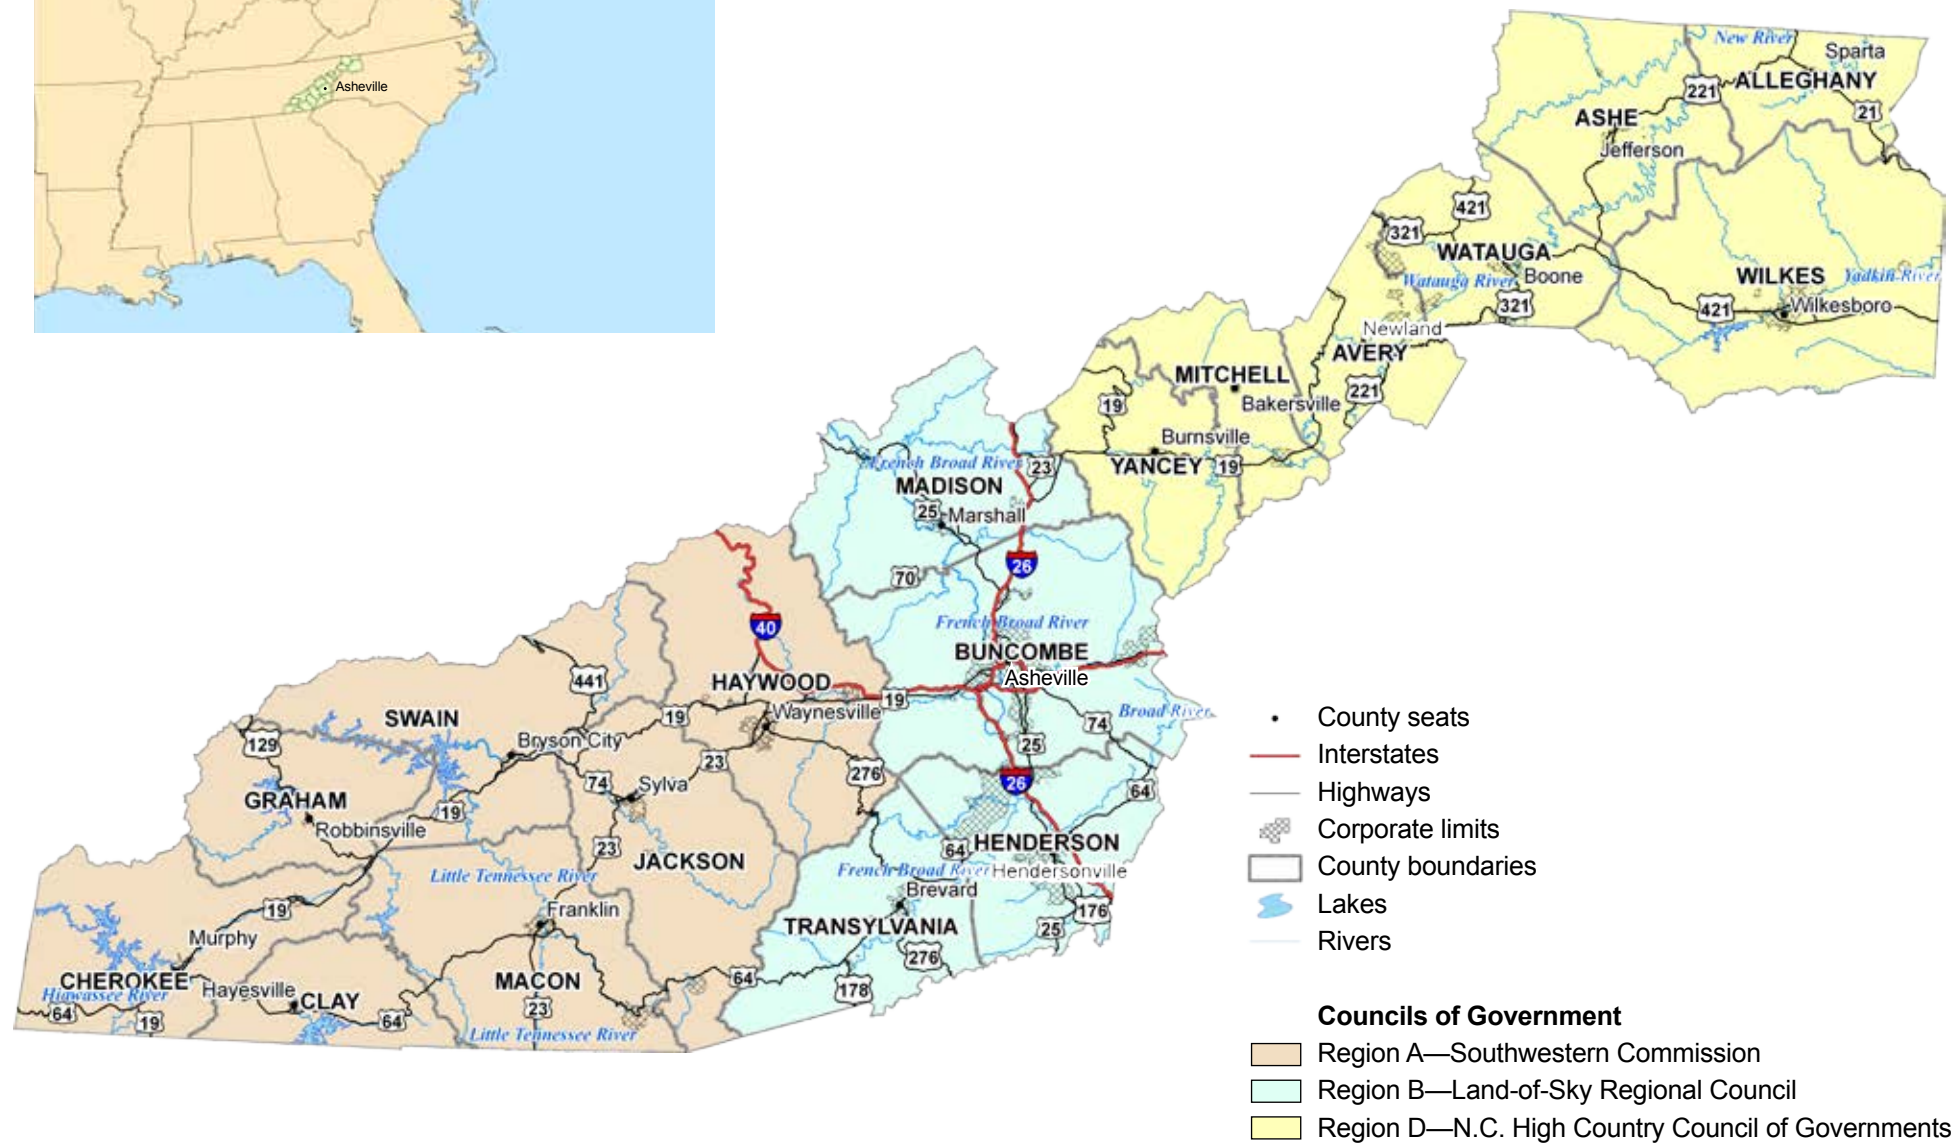 Asheville
New River
Sparta
221
ALLEGHANY
21
ASHE
Jefferson
421
321
WATAUGA
Watauga River
Boone
321
WILKES
Yadkin River
421
Wilkesboro
Newland
AVERY
MITCHELL
221
19
Bakersville
Burnsville
YANCEY
19
French Broad River
23
MADISON
25
Marshall
26
70
40
French Broad River
BUNCOMBE
Asheville
441
HAYWOOD
19
19
Waynesville
Broad River
SWAIN
74
129
Bryson City
25
23
276
74
Sylva
26
64
GRAHAM
19
Robbinsville
23
JACKSON
64
HENDERSON
Little Tennessee River
French Broad River
Hendersonville
Brevard
19
Franklin
176
TRANSYLVANIA
25
Murphy
276
CHEROKEE
MACON
64
Hiawassee River
Hayesville
CLAY
178
64
19
64
23
Little Tennessee River
County seats
Interstates
Highways
Corporate limits
County boundaries
Lakes
Rivers
Councils of Government
Region A—Southwestern Commission
Region B—Land-of-Sky Regional Council
Region D—N.C. High Country Council of Governments